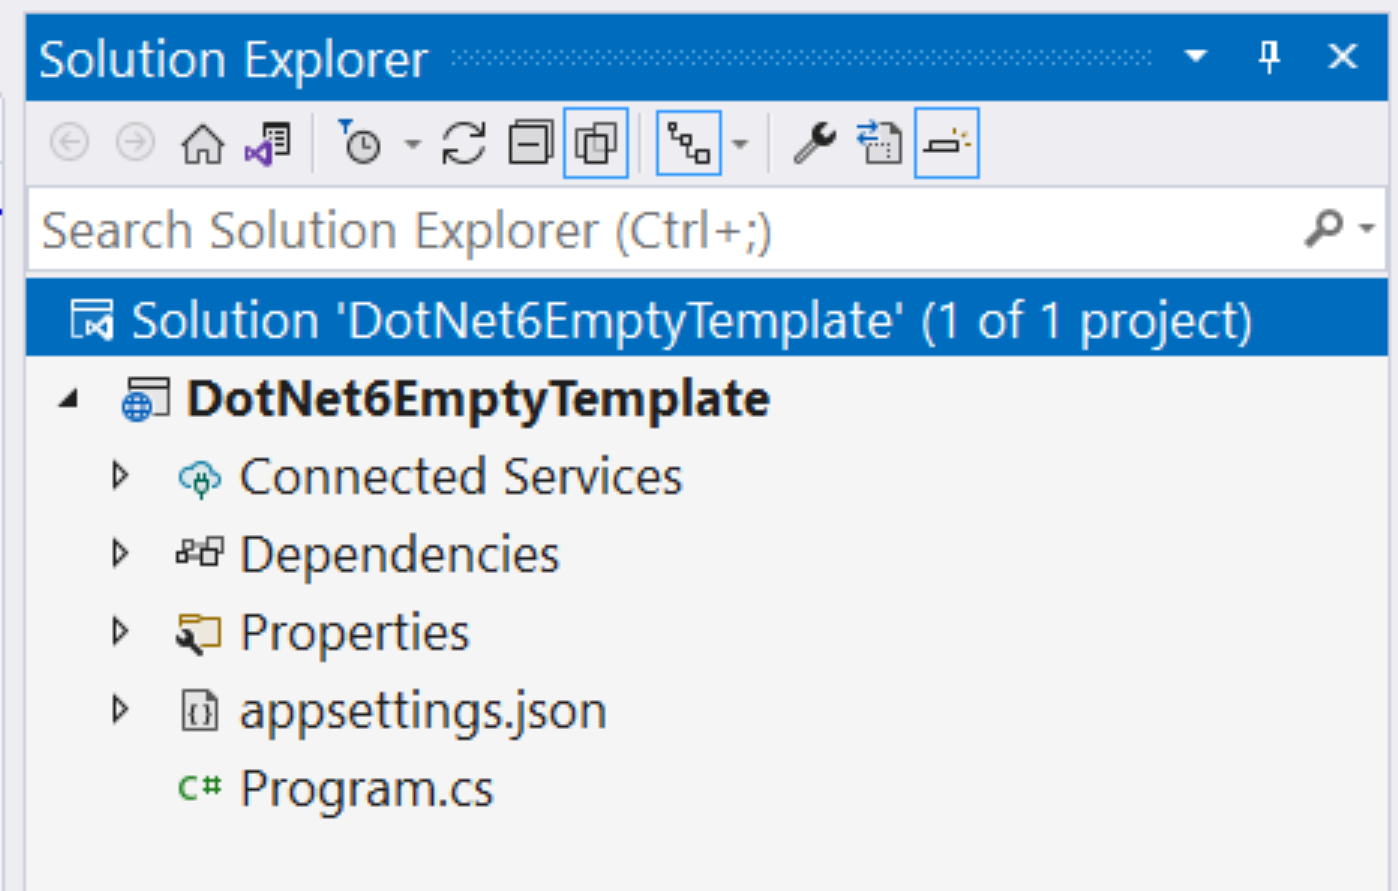 Solution Explorer
Search Solution Explorer (Ctrl+;)
Solution 'DotNet6EmptyTemplate' (1 of 1 project)
DotNet6EmptyTemplate
Connected Services
Dependencies
Properties
appsettings.json
C# Program.cs